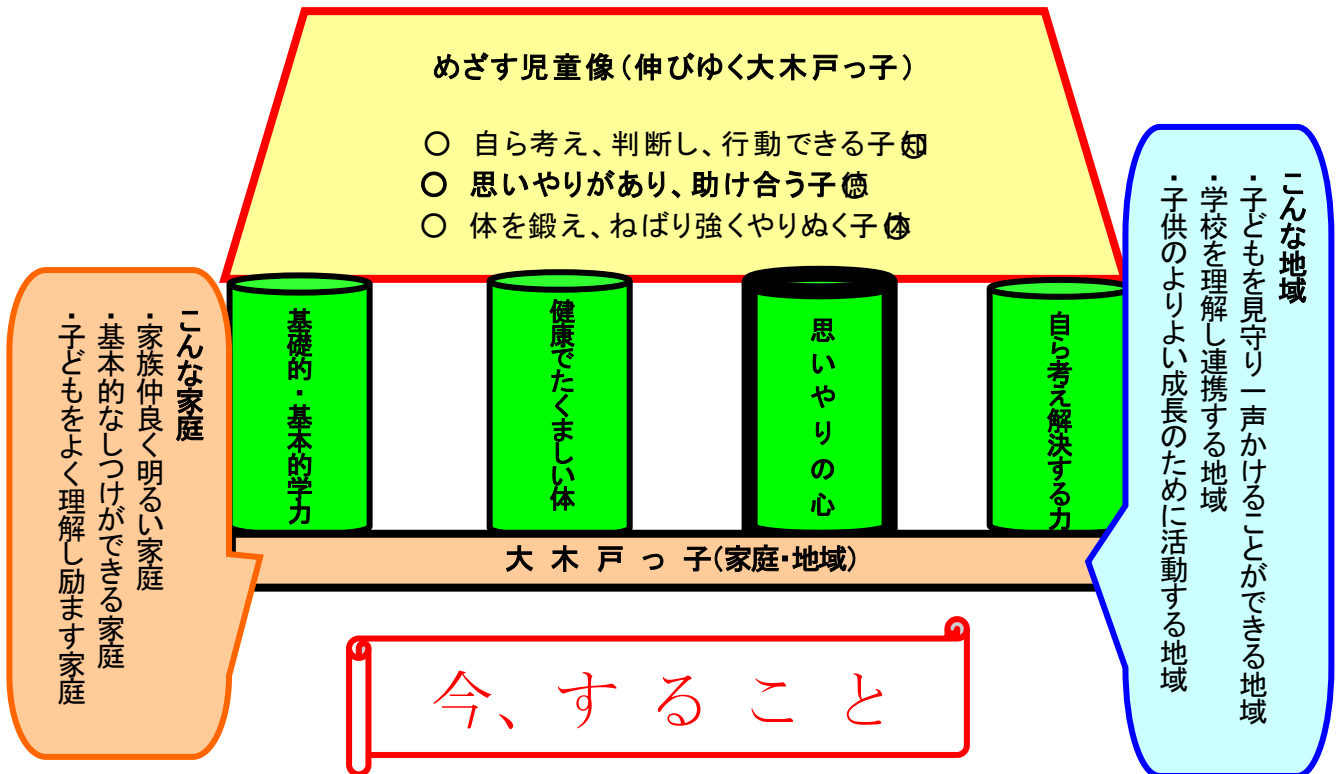 めざす児童像（伸びゆく大木戸っ子）
○ 自ら考え、判断し、行動できる子㊒知
○ 思いやりがあり、助け合う子徳
○ 体を鍛え、ねばり強くやりぬく子体
こんな地域
・子どもを見守り一声かけることができる地域
・学校を理解し連携する地域
・子供のよりよい成長のために活動する地域
自ら考え解決する力
思いやりの心
健康でたくましい体
基礎的・基本的学力
こんな家庭
・家族仲良く明るい家庭
・基本的なしつけができる家庭
・子どもをよく理解し励ます家庭
大木戸っ子（家庭・地域）
今、すること